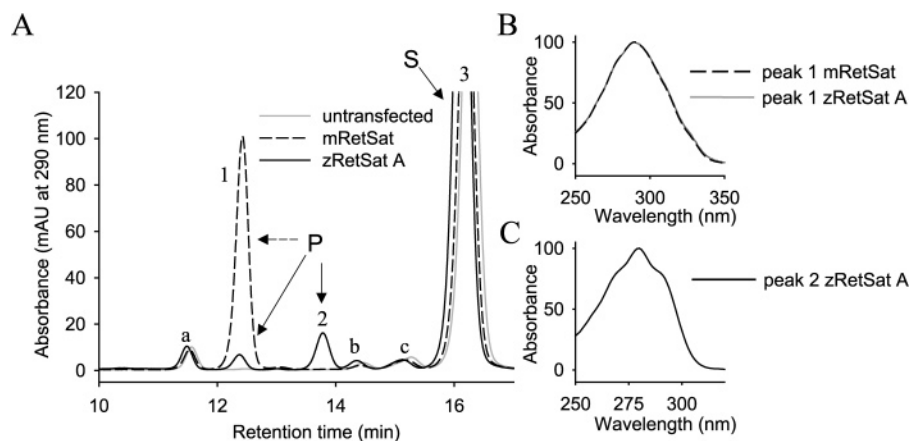 A
Absorbance (mAU at 290 nm)
120
100
80
60
40
20
0
10
12
14
16
Retention time (min)
untransfected
mRetSat
zRetSat A
S
3
1
P
2
a
b
c
B
Absorbance
100
50
0
250
300
350
Wavelength (nm)
peak 1 mRetSat
peak 1 zRetSat A
C
Absorbance
100
50
0
250
275
300
Wavelength (nm)
peak 2 zRetSat A